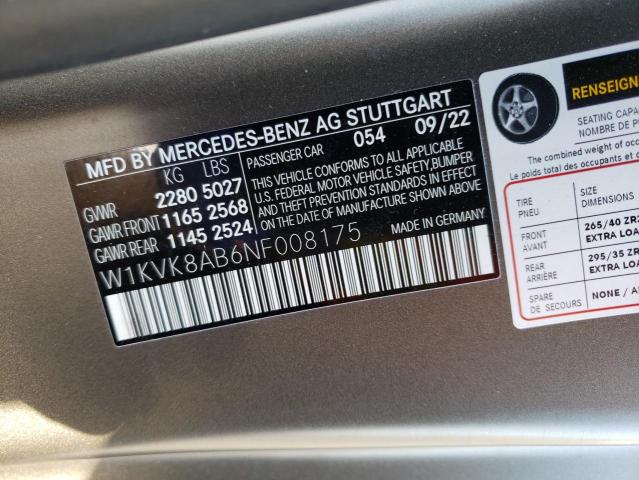 MFD BY MERCEDES-BENZ AG STUTTGART
KG LBS PASSENGER CAR 054 09/22
GVWR 2280 5027
GAWR FRONT 1165 2568
GAWR REAR 1145 2524
THIS VEHICLE CONFORMS TO ALL APPLICABLE
U.S. FEDERAL MOTOR VEHICLE SAFETY, BUMPER
AND THEFT PREVENTION STANDARDS IN EFFECT
ON THE DATE OF MANUFACTURE SHOWN ABOVE
MADE IN GERMANY
W1KVK8AB6NF008175
RENSEIGN
SEATING CAPA
NOMBRE DE P
The combined weight of occu
Le poids total des occupants et
TIRE SIZE
PNEU DIMENSIONS
FRONT 265/40 ZR
AVANT EXTRA LOA
REAR 295/35 ZR
ARRIÈRE EXTRA LOA
SPARE NONE / A
DE SECOURS